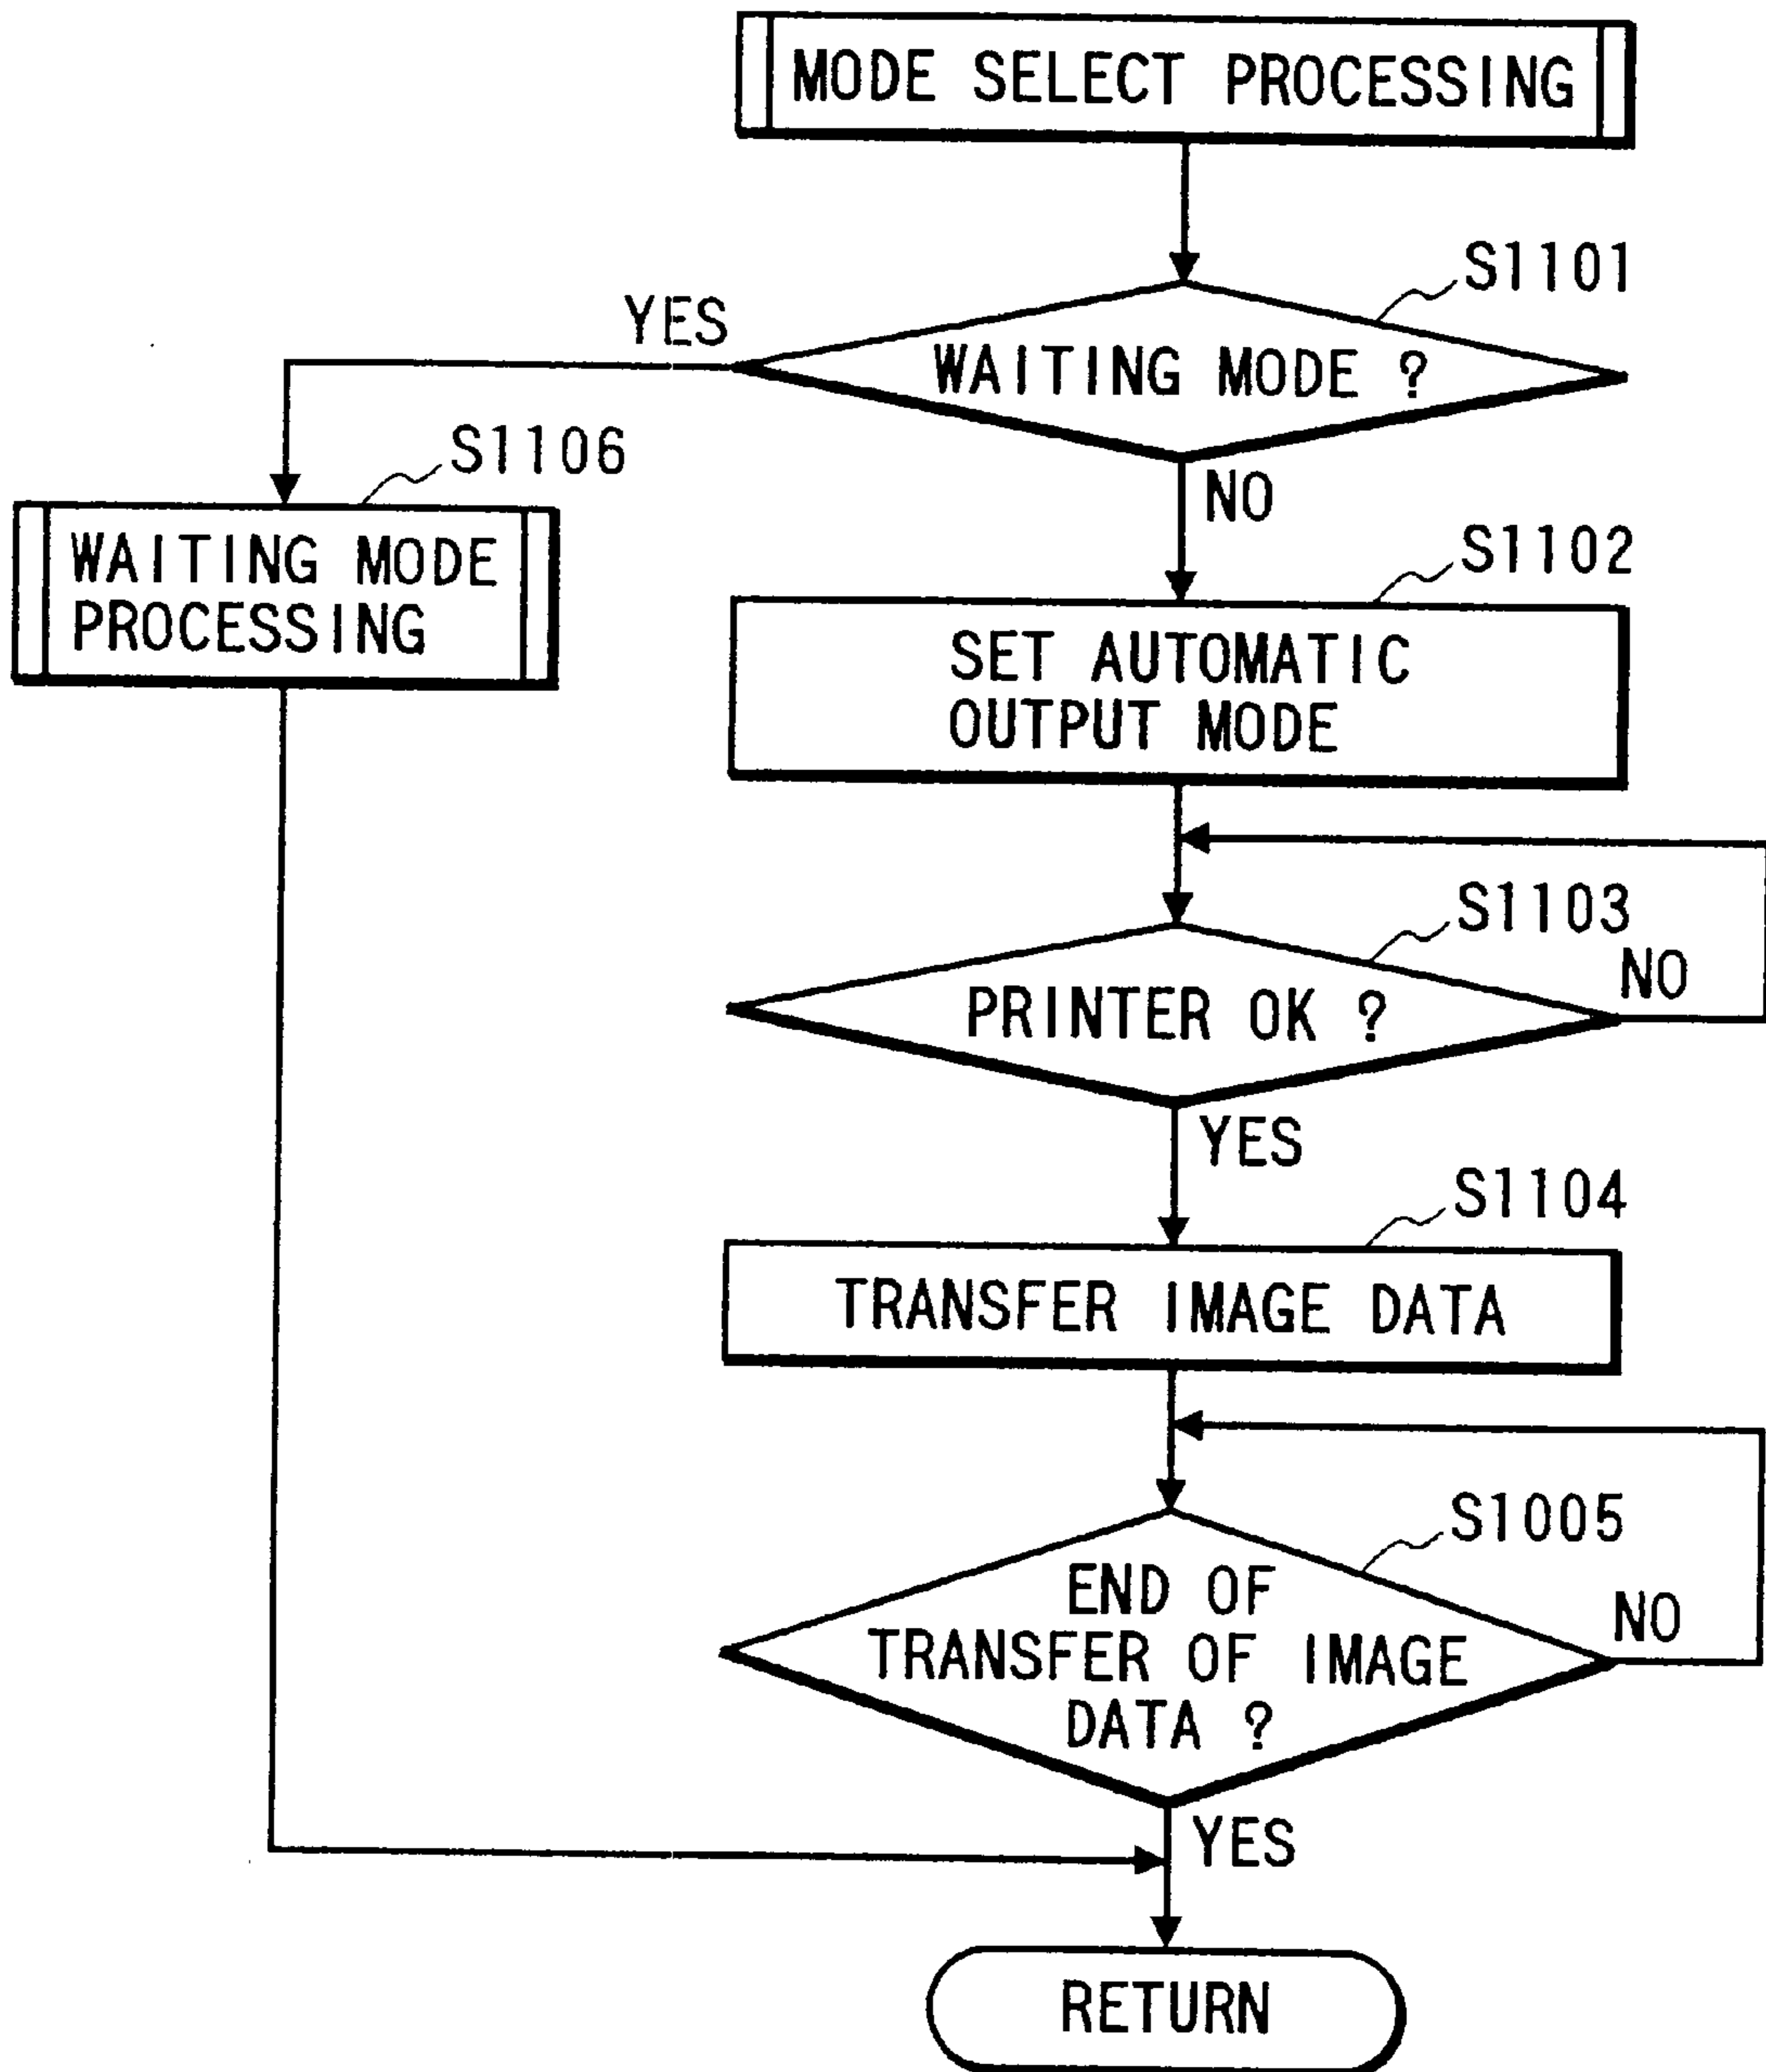 MODE SELECT PROCESSING
S1101
YES
WAITING MODE ?
S1106
NO
WAITING MODE
PROCESSING
S1102
SET AUTOMATIC
OUTPUT MODE
S1103
NO
PRINTER OK ?
YES
S1104
TRANSFER IMAGE DATA
S1005
END OF
NO
TRANSFER OF IMAGE
DATA ?
YES
RETURN